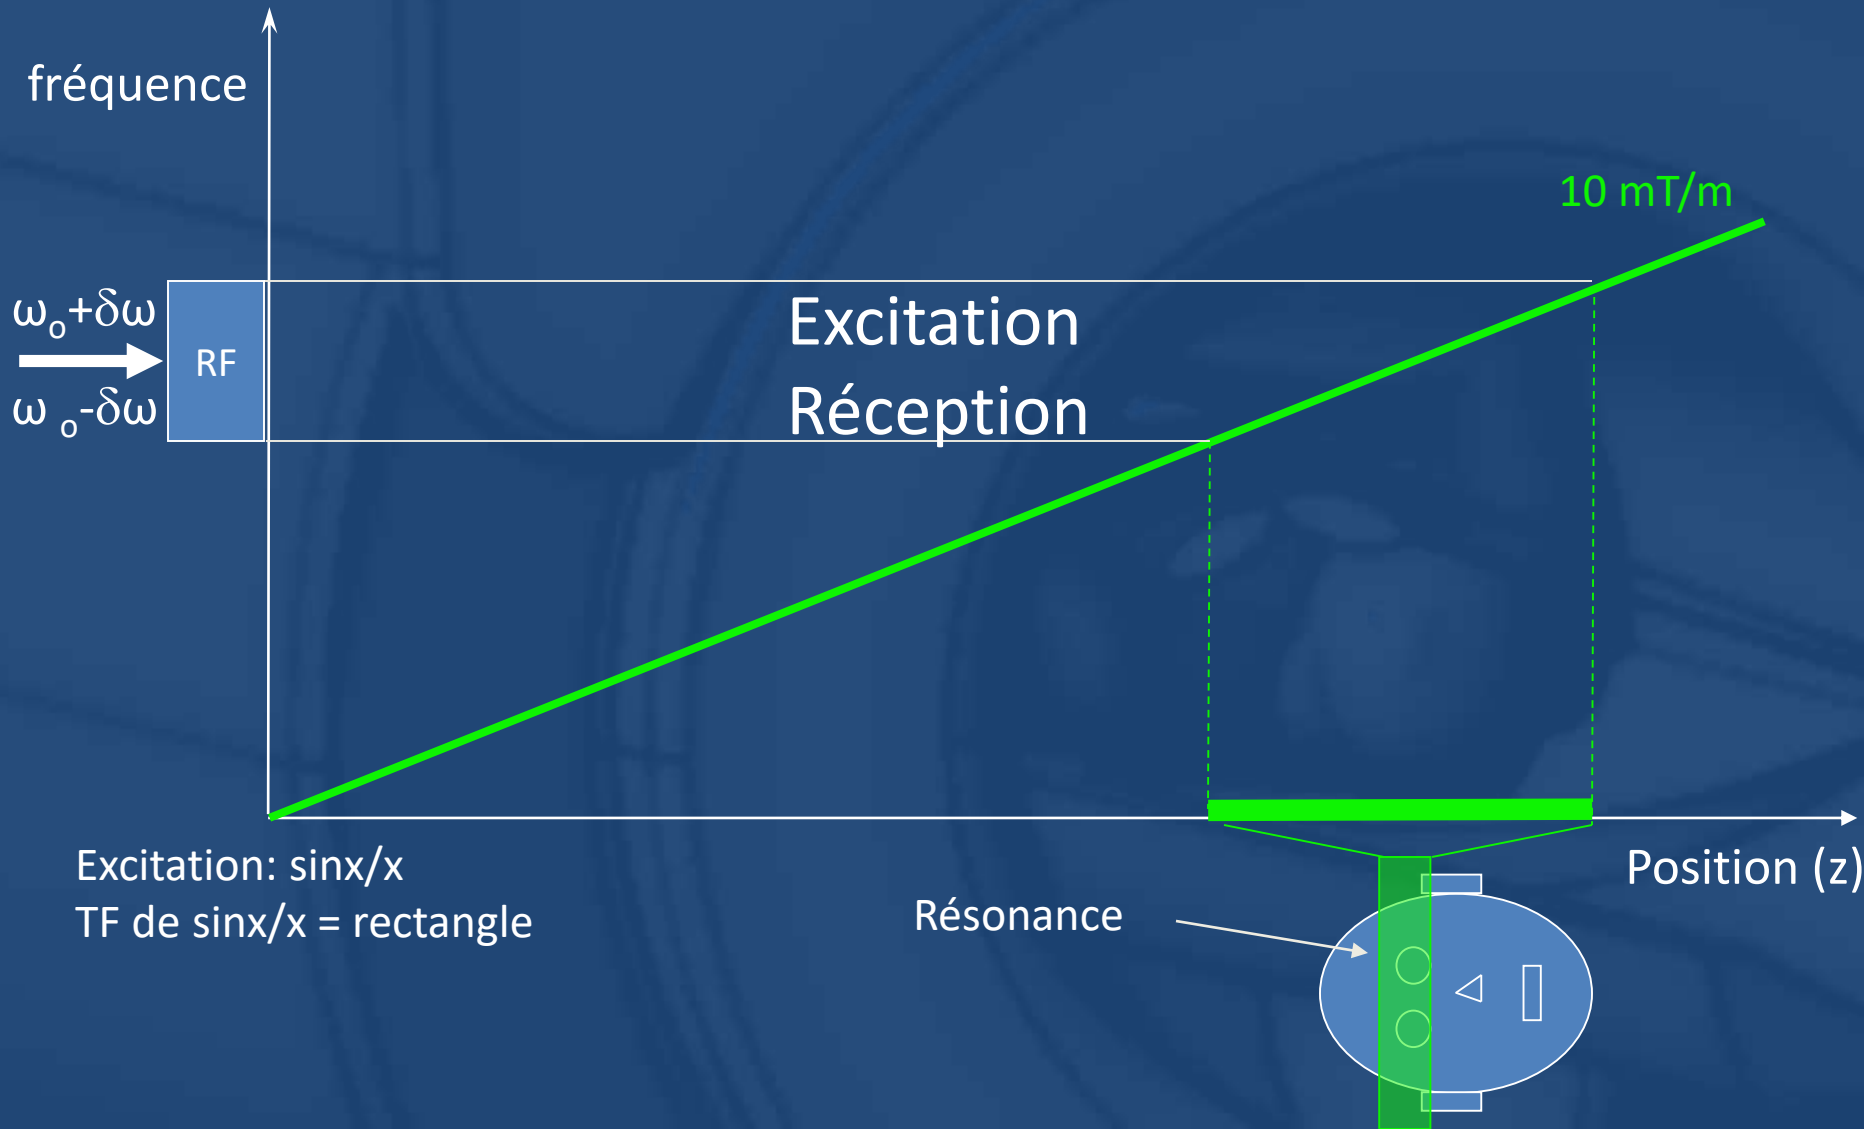 fréquence
10 mT/m
ωo+δω
RF
ω o-δω
Excitation
Réception
Excitation: sinx/x
TF de sinx/x = rectangle
Position (z)
Résonance